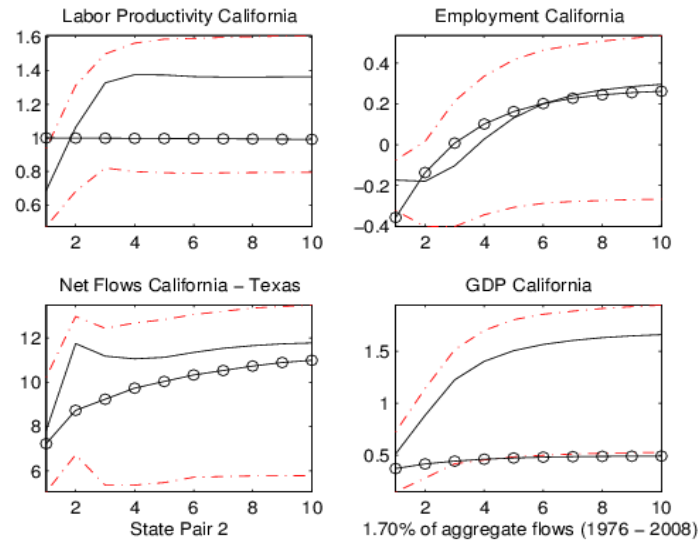 Labor Productivity California
1.6
1.4
1.2
1
0.8
0.6
2 4 6 8 10
Employment California
0.4
0.2
0
−0.2
−0.4
2 4 6 8 10
Net Flows California − Texas
12
10
8
6
2 4 6 8 10
State Pair 2
GDP California
1.5
1
0.5
2 4 6 8 10
1.70% of aggregate flows (1976 − 2008)